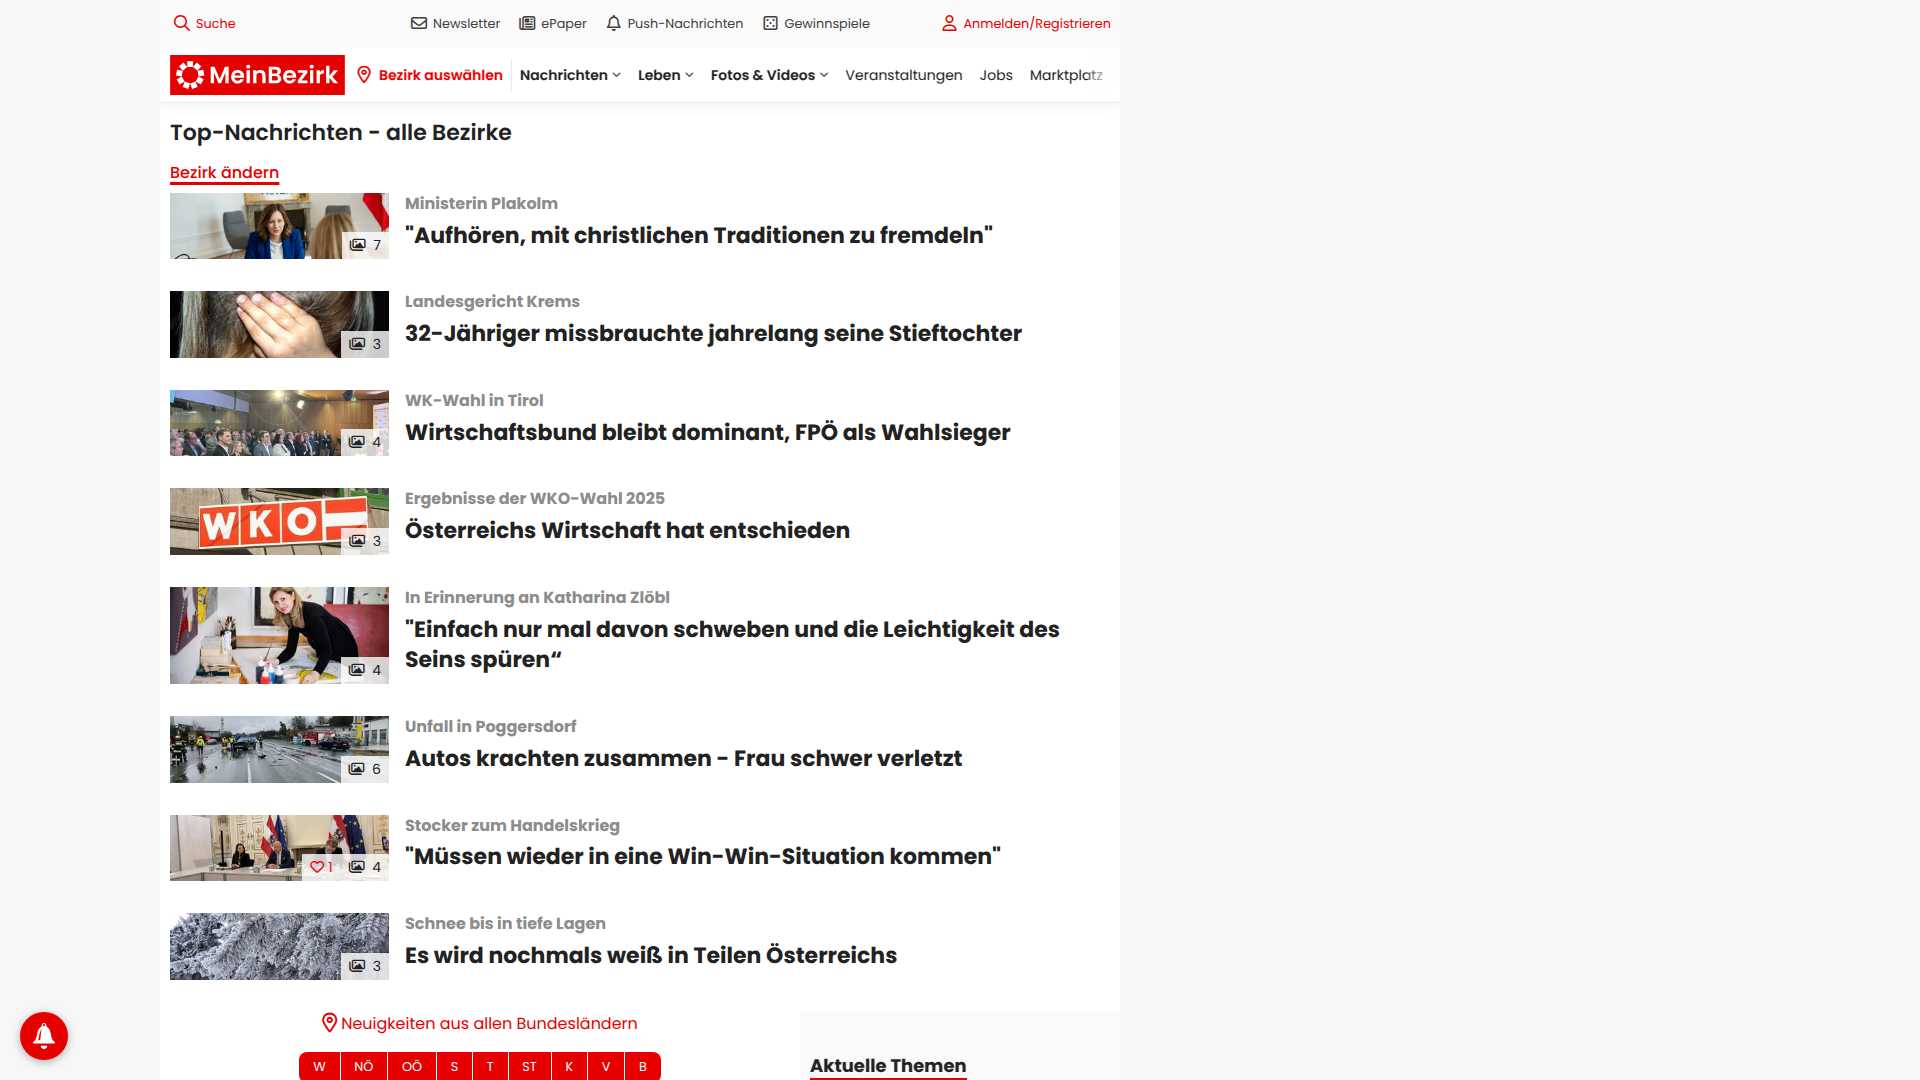 Suche
Newsletter
ePaper
Push-Nachrichten
Gewinnspiele
Anmelden/Registrieren
MeinBezirk
Bezirk auswählen
Nachrichten
Leben
Fotos & Videos
Veranstaltungen
Jobs
Marktplatz
Top-Nachrichten - alle Bezirke
Bezirk ändern
7
Ministerin Plakolm
"Aufhören, mit christlichen Traditionen zu fremdeln"
3
Landesgericht Krems
32-Jähriger missbrauchte jahrelang seine Stieftochter
4
WK-Wahl in Tirol
Wirtschaftsbund bleibt dominant, FPÖ als Wahlsieger
WKO
3
Ergebnisse der WKO-Wahl 2025
Österreichs Wirtschaft hat entschieden
4
In Erinnerung an Katharina Zlöbl
"Einfach nur mal davon schweben und die Leichtigkeit des
Seins spüren“
6
Unfall in Poggersdorf
Autos krachten zusammen - Frau schwer verletzt
1
4
Stocker zum Handelskrieg
"Müssen wieder in eine Win-Win-Situation kommen"
3
Schnee bis in tiefe Lagen
Es wird nochmals weiß in Teilen Österreichs
Neuigkeiten aus allen Bundesländern
W NÖ OÖ S T ST K V B
Aktuelle Themen